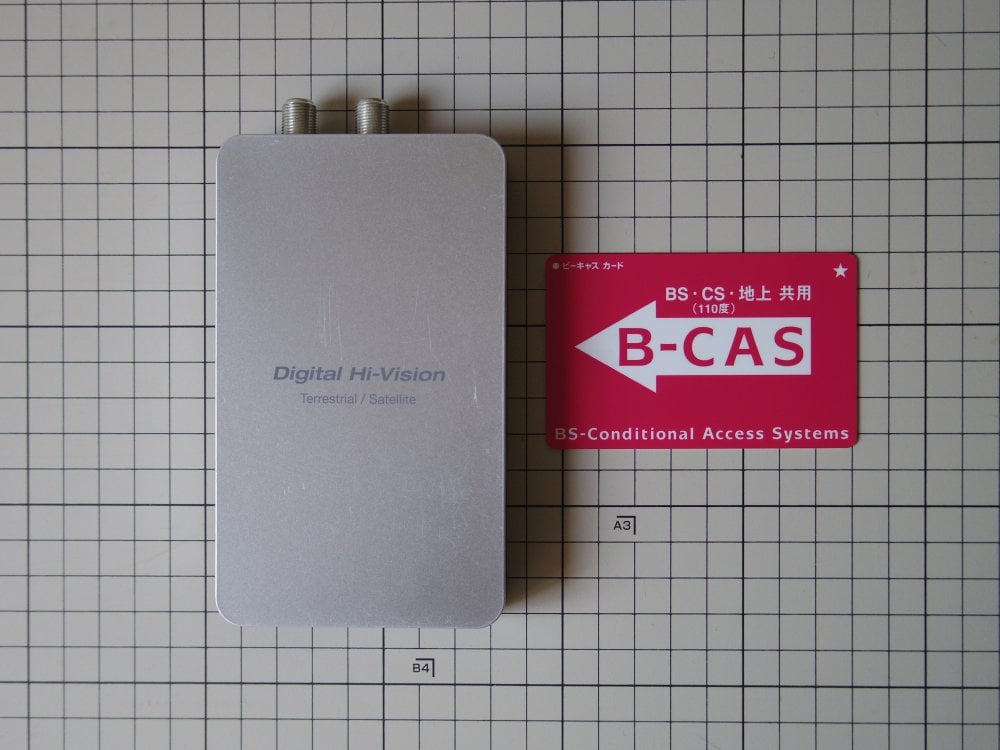 Digital Hi-Vision
Terrestrial / Satellite
ビーキャス カード
BS・CS・地上 共用
(110度)
B-CAS
BS-Conditional Access Systems
A3
B4